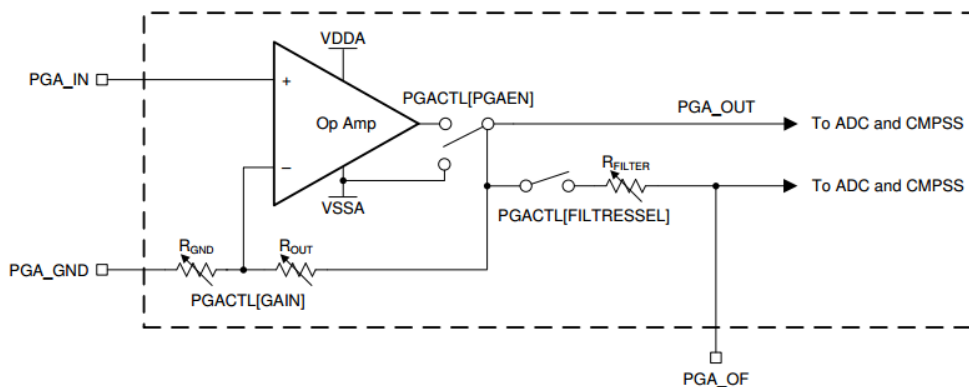 VDDA
PGA_IN
+
PGACTL[PGAEN]
PGA_OUT
Op Amp
To ADC and CMPSS
−
RFILTER
To ADC and CMPSS
VSSA
PGACTL[FILTRESSEL]
RGND
ROUT
PGA_GND
PGACTL[GAIN]
PGA_OF